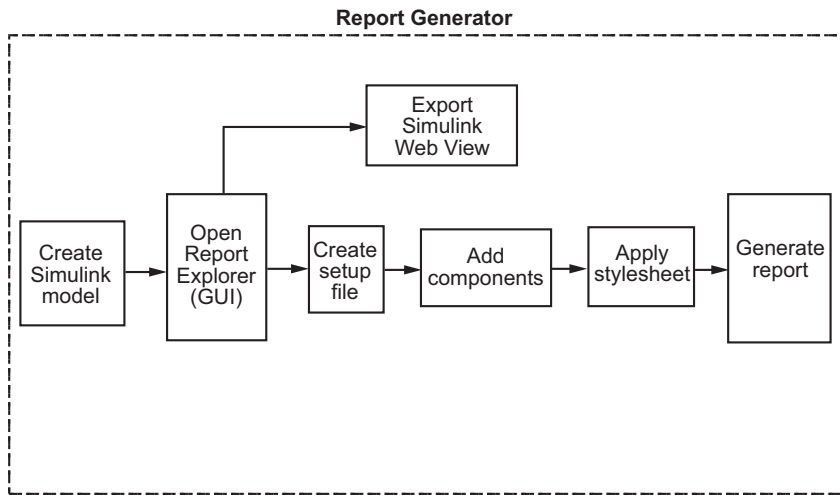 Report Generator
Export
Simulink
Web View
Create
Simulink
model
Open
Report
Explorer
(GUI)
Create
setup
file
Add
components
Apply
stylesheet
Generate
report